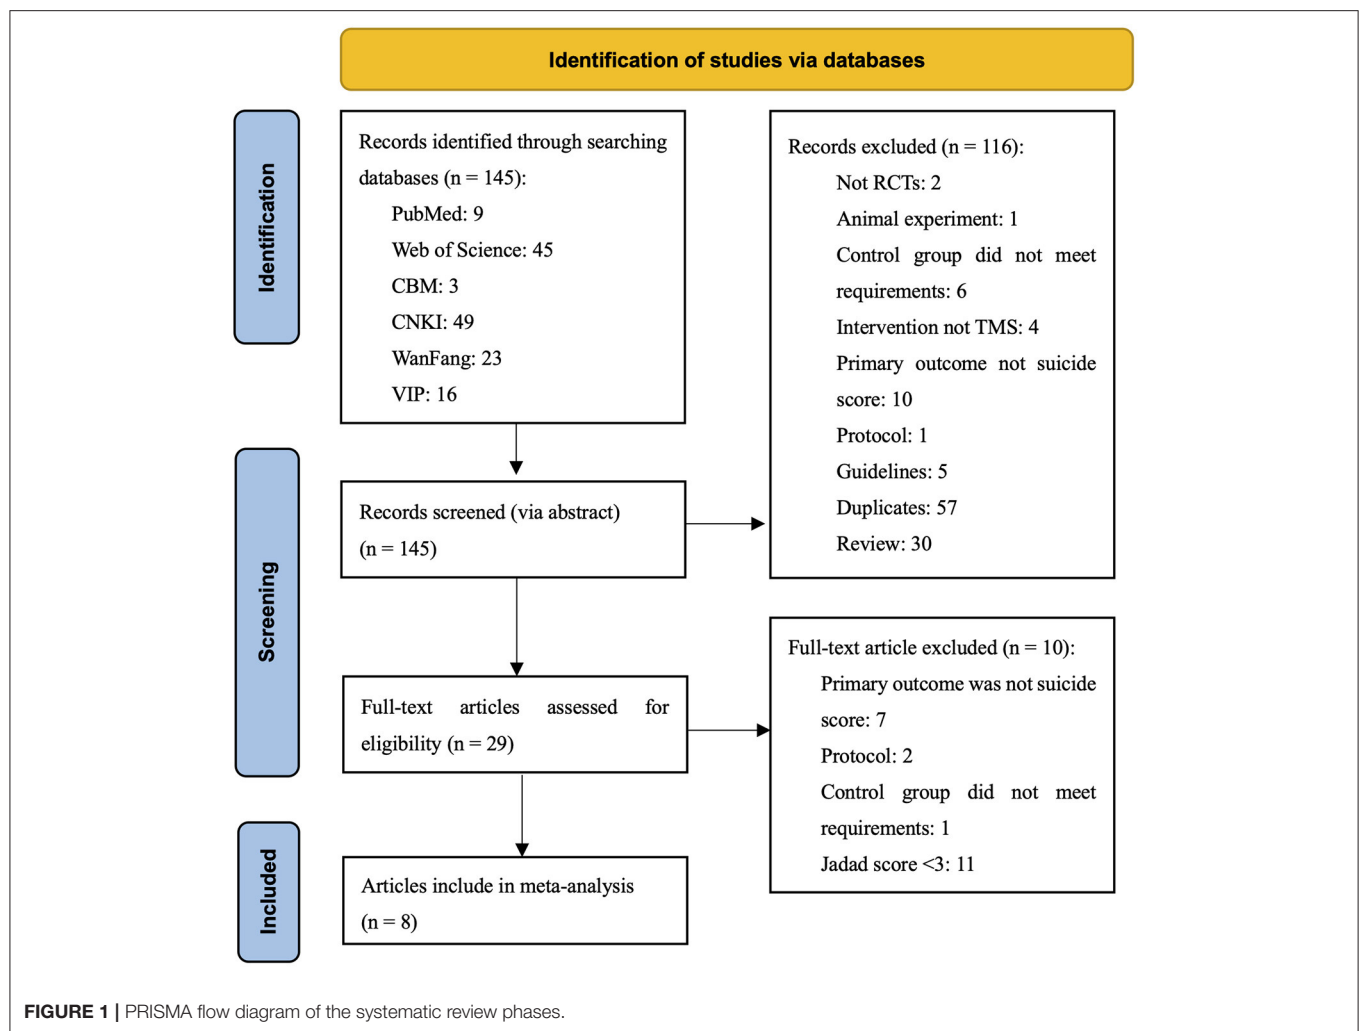 Identification of studies via databases
Identification
Records identified through searching
databases (n = 145):
PubMed: 9
Web of Science: 45
CBM: 3
CNKI: 49
WanFang: 23
VIP: 16
Records excluded (n = 116):
Not RCTs: 2
Animal experiment: 1
Control group did not meet
requirements: 6
Intervention not TMS: 4
Primary outcome not suicide
score: 10
Protocol: 1
Guidelines: 5
Duplicates: 57
Review: 30
Screening
Records screened (via abstract)
(n = 145)
Full-text articles assessed for
eligibility (n = 29)
Full-text article excluded (n = 10):
Primary outcome was not suicide
score: 7
Protocol: 2
Control group did not meet
requirements: 1
Jadad score <3: 11
Included
Articles include in meta-analysis
(n = 8)
FIGURE 1 | PRISMA flow diagram of the systematic review phases.